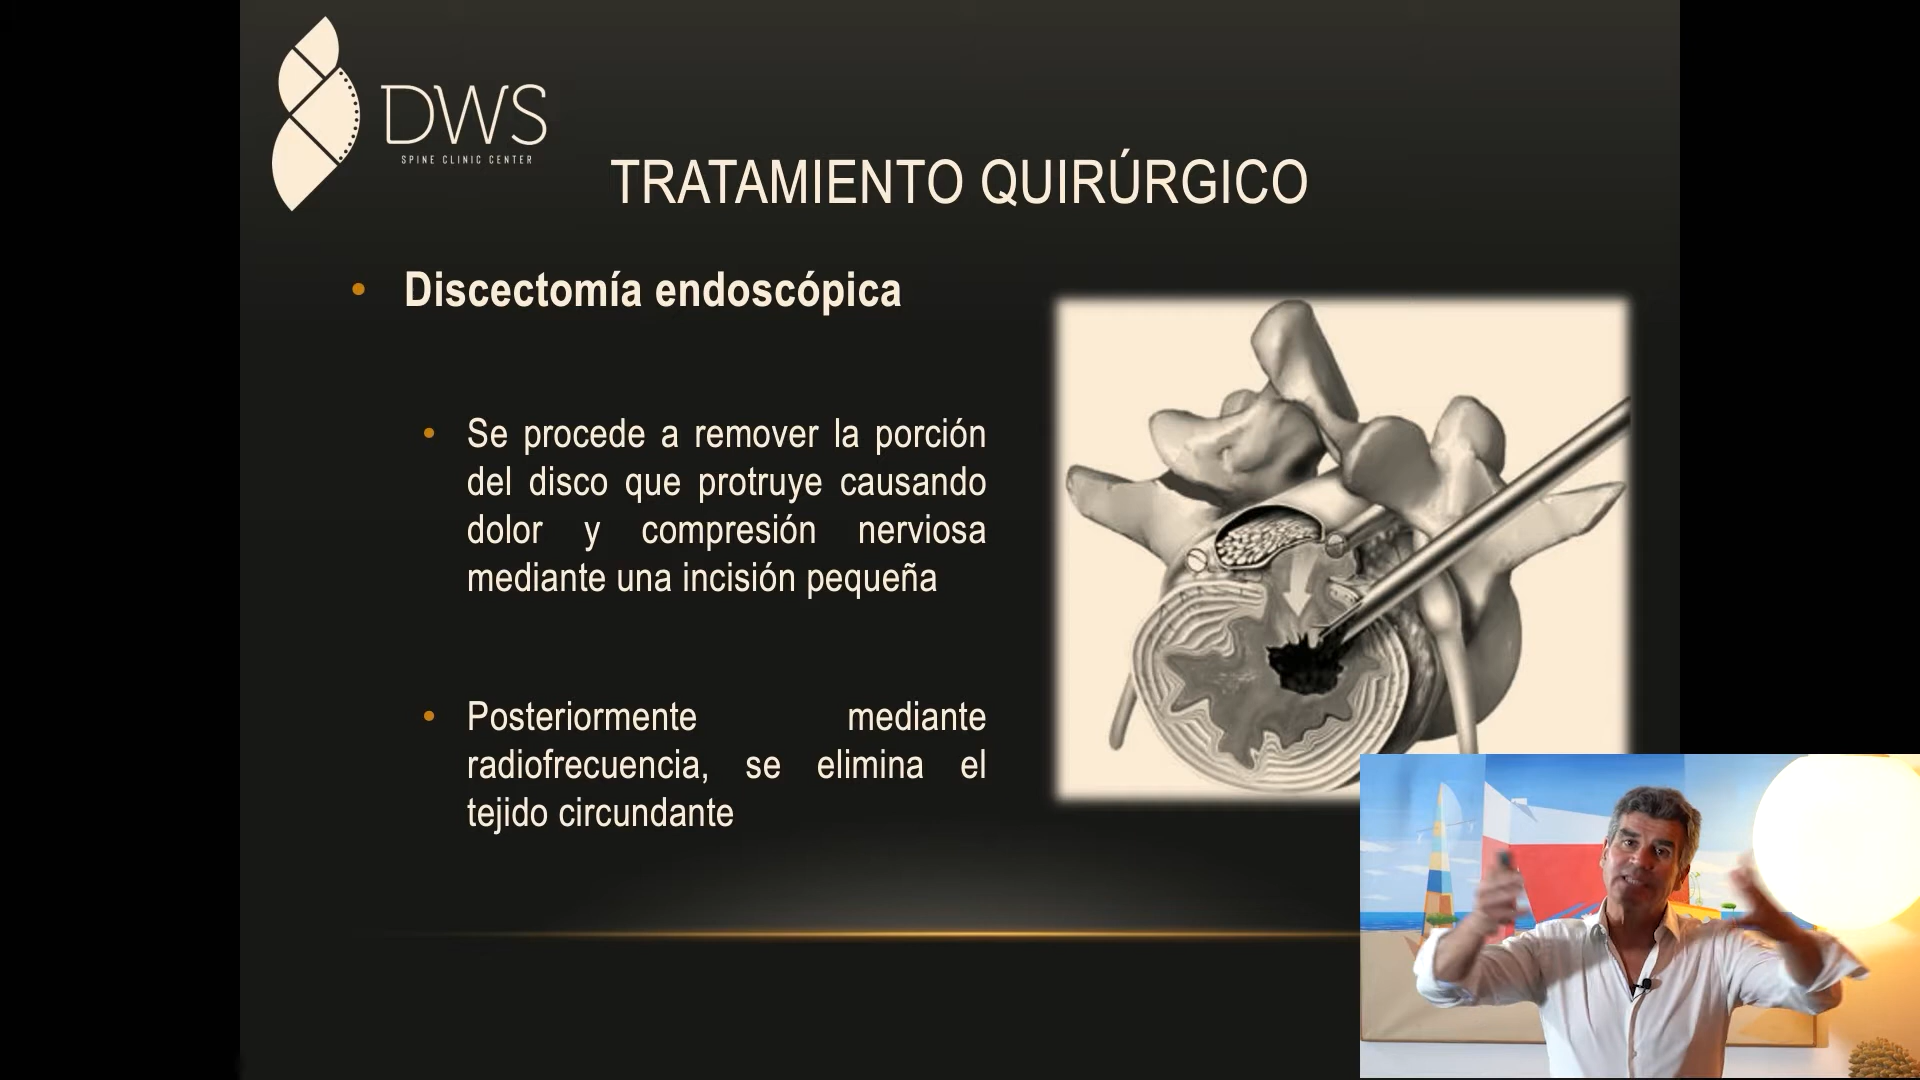 DWS
SPINE CLINIC CENTER
TRATAMIENTO QUIRÚRGICO
• Discectomía endoscópica
• Se procede a remover la porción
del disco que protruye causando
dolor y compresión nerviosa
mediante una incisión pequeña
• Posteriormente mediante
radiofrecuencia, se elimina el
tejido circundante